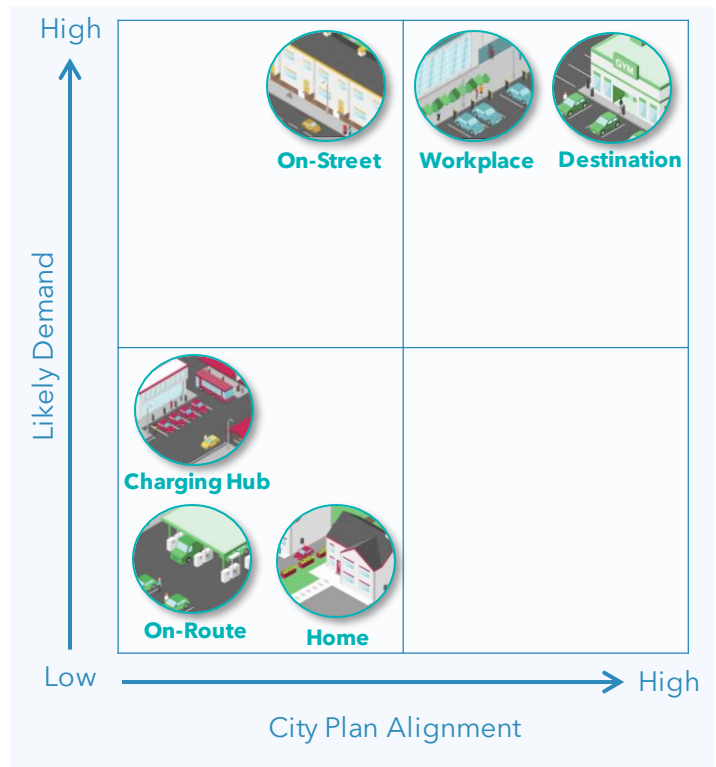 High
On-Street
Workplace
GYM
Destination
Likely Demand
Charging Hub
On-Route
Home
Low
High
City Plan Alignment